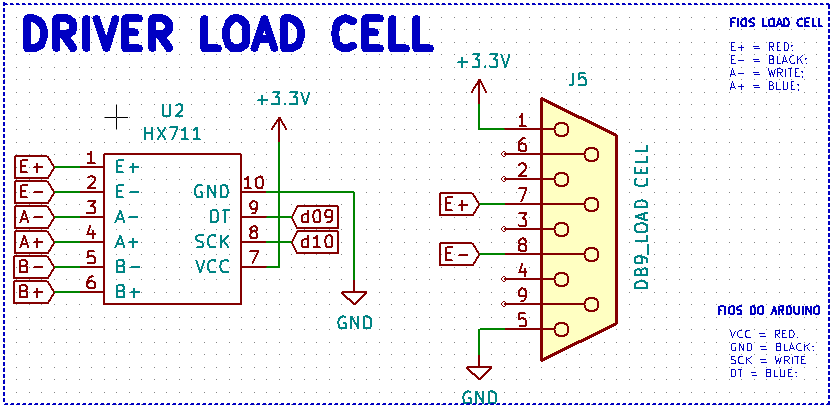 DRIVER LOAD CELL
FIOS LOAD CELL
E+ = RED;
E- = BLACK;
A- = WRITE;
A+ = BLUE;
U2
HX711
+3.3V
E+ 1 E+
E- 2 E-
A- 3 A-
A+ 4 A+
B- 5 B-
B+ 6 B+
GND 10
DT 9 d09
SCK 8 d10
VCC 7
GND
+3.3V
J5
1
6
2
E+ 7
3
E- 8
4
9
5
DB9_LOAD CELL
GND
FIOS DO ARDUINO
VCC = RED.
GND = BLACK;
SCK = WRITE
DT = BLUE;